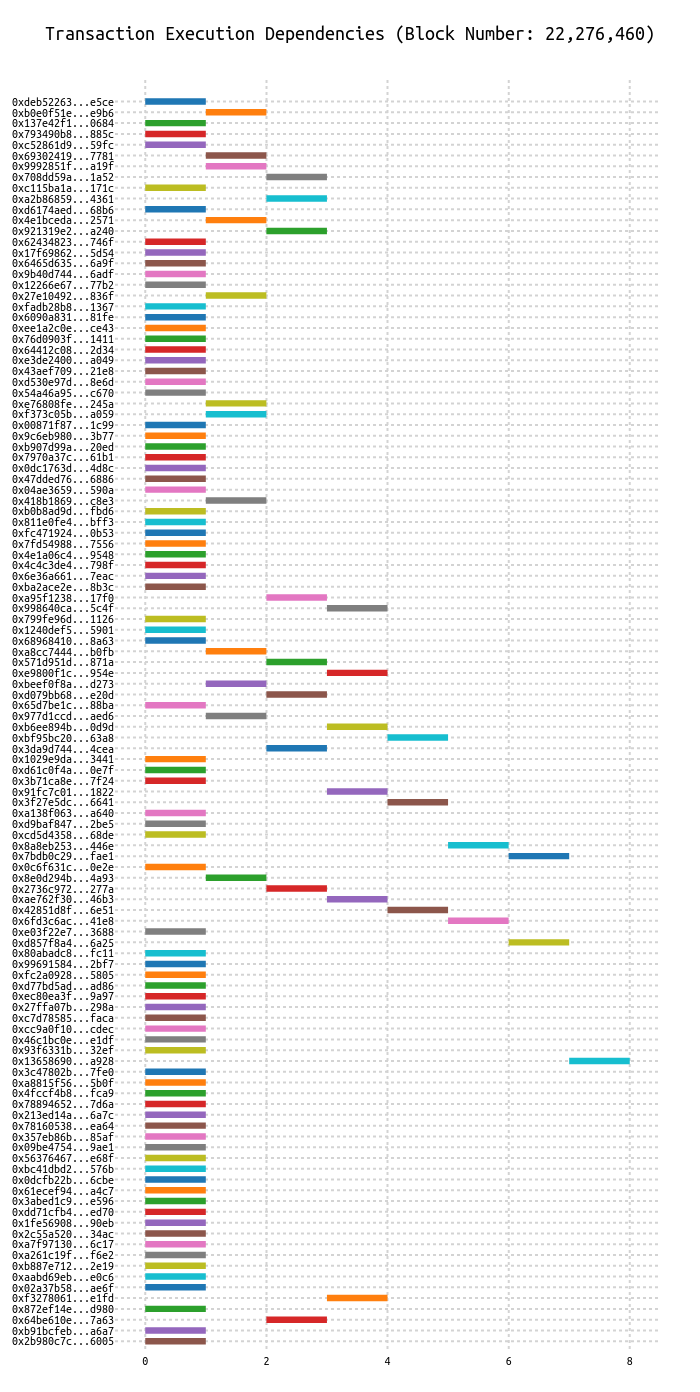 Transaction Execution Dependencies (Block Number: 22,276,460)
0xdeb52263...e5ce
0xb0e0f51e...e9b6
0x137e42f1...0684
0x793490b8...885c
0xc52861d9...59fc
0x69302419...7781
0x9992851f...a19f
0x708dd59a...1a52
0xc115ba1a...171c
0xa2b86859...4361
0xd6174aed...68b6
0x4e1bceda...2571
0x921319e2...a240
0x62434823...746f
0x17f69862...5d54
0x6465d635...6a9f
0x9b40d744...6adf
0x12266e67...77b2
0x27e10492...836f
0xfadb28b8...1367
0x6090a831...81fe
0xee1a2c0e...ce43
0x76d0903f...1411
0x64412c08...2d34
0xe3de2400...a049
0x43aef709...21e8
0xd530e97d...8e6d
0x54a46a95...c670
0xe76808fe...245a
0xf373c05b...a059
0x00871f87...1c99
0x9c6eb980...3b77
0xb907d99a...20ed
0x7970a37c...61b1
0x0dc1763d...4d8c
0x47dded76...6886
0x04ae3659...590a
0x418b1869...c8e3
0xb0b8ad9d...fbd6
0x811e0fe4...bff3
0xfc471924...0b53
0x7fd54988...7556
0x4e1a06c4...9548
0x4c4c3de4...798f
0x6e36a661...7eac
0xba2ace2e...8b3c
0xa95f1238...17f0
0x998640ca...5c4f
0x799fe96d...1126
0x1240def5...5901
0x68968410...8a63
0xa8cc7444...b0fb
0x571d951d...871a
0xe9800f1c...954e
0xbeef0f8a...d273
0xd079bb68...e20d
0x65d7be1c...88ba
0x977d1ccd...aed6
0xb6ee894b...0d9d
0xbf95bc20...63a8
0x3da9d744...4cea
0x1029e9da...3441
0xd61c0f4a...0e7f
0x3b71ca8e...7f24
0x91fc7c01...1822
0x3f27e5dc...6641
0xa138f063...a640
0xd9baf847...2be5
0xcd5d4358...68de
0x8a8eb253...446e
0x7bdb0c29...fae1
0x0c6f631c...0e2e
0x8e0d294b...4a93
0x2736c972...277a
0xae762f30...46b3
0x42851d8f...6e51
0x6fd3c6ac...41e8
0xe03f22e7...3688
0xd857f8a4...6a25
0x80abadc8...fc11
0x99691584...2bf7
0xfc2a0928...5805
0xd77bd5ad...ad86
0xec80ea3f...9a97
0x27ffa07b...298a
0xc7d78585...faca
0xcc9a0f10...cdec
0x46c1bc0e...e1df
0x93f6331b...32ef
0x13658690...a928
0x3c47802b...7fe0
0xa8815f56...5b0f
0x4fccf4b8...fca9
0x78894652...7d6a
0x213ed14a...6a7c
0x78160538...ea64
0x357eb86b...85af
0x09be4754...9ae1
0x56376467...e68f
0xbc41dbd2...576b
0x0dcfb22b...6cbe
0x61ecef94...a4c7
0x3abed1c9...e596
0xdd71cfb4...ed70
0x1fe56908...90eb
0x2c55a520...34ac
0xa7f97130...6c17
0xa261c19f...f6e2
0xb887e712...2e19
0xaabd69eb...e0c6
0x02a37b58...ae6f
0xf3278061...e1fd
0x872ef14e...d980
0x64be610e...7a63
0xb91bcfeb...a6a7
0x2b980c7c...6005
0 2 4 6 8